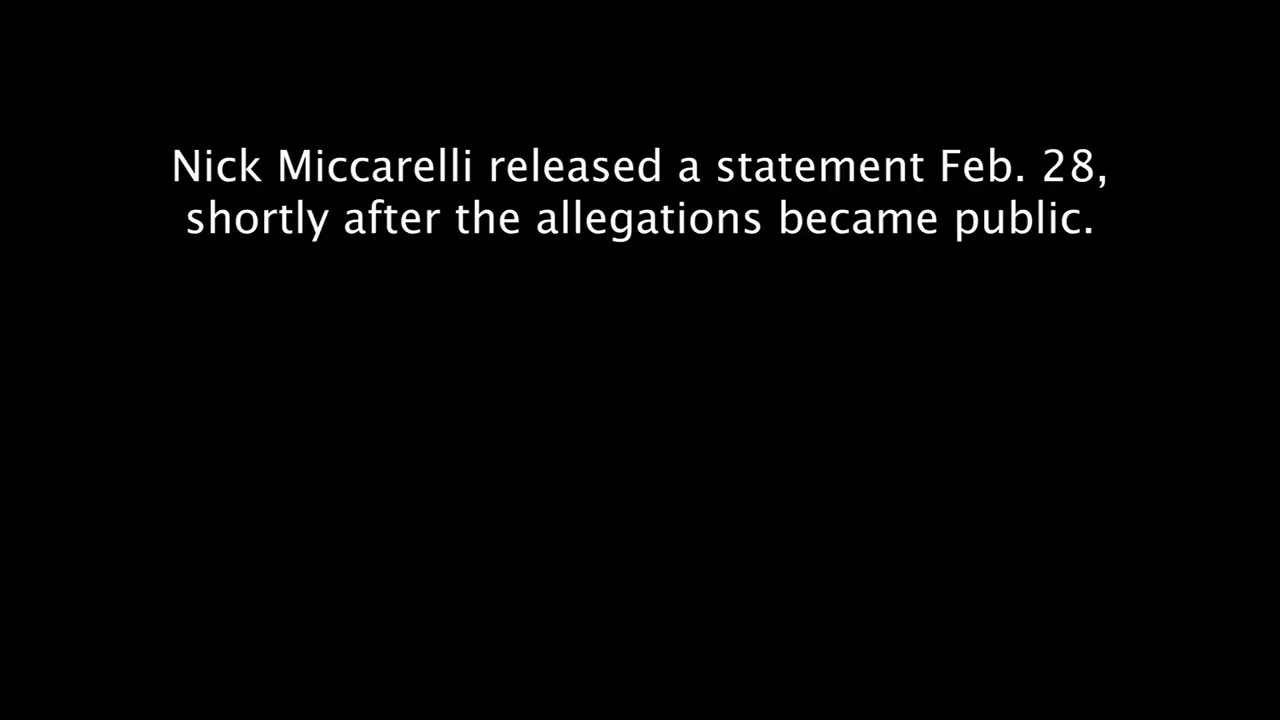 Nick Miccarelli released a statement Feb. 28,
shortly after the allegations became public.